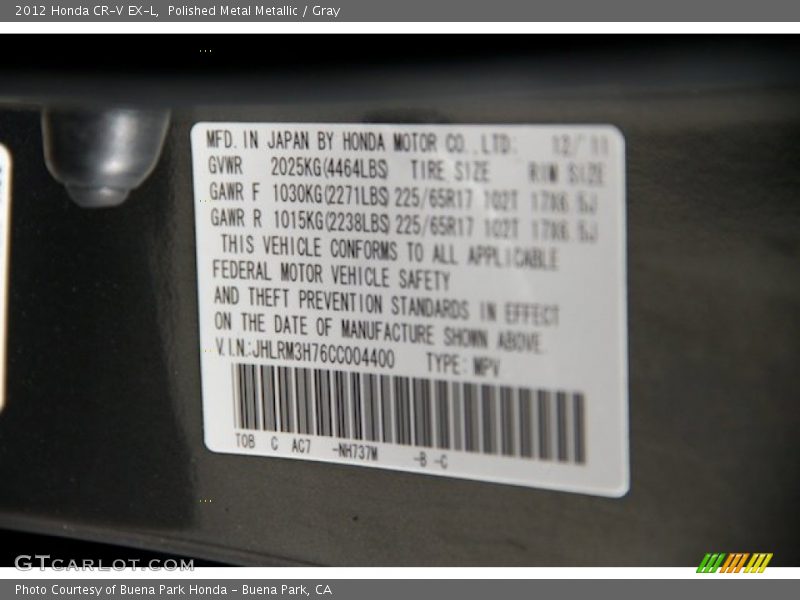 2012 Honda CR-V EX-L, Polished Metal Metallic / Gray
MFD. IN JAPAN BY HONDA MOTOR CO.,LTD. 12/11
GVWR 2025KG(4464LBS) TIRE SIZE RIM SIZE
GAWR F 1030KG(2271LBS) 225/65R17 102T 17X6.5J
GAWR R 1015KG(2238LBS) 225/65R17 102T 17X6.5J
THIS VEHICLE CONFORMS TO ALL APPLICABLE
FEDERAL MOTOR VEHICLE SAFETY
AND THEFT PREVENTION STANDARDS IN EFFECT
ON THE DATE OF MANUFACTURE SHOWN ABOVE.
V.I.N.:JHLRM3H76CC004400 TYPE:MPV
T0B C AC7 -NH737M -B -C
GTCARLOT.COM
Photo Courtesy of Buena Park Honda - Buena Park, CA